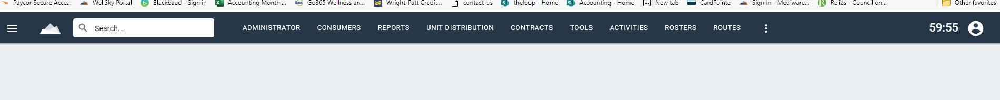 Paycor Secure Acce... WellSky Portal Blackbaud - Sign in Accounting Monthl... Go365 Wellness an... Wright-Patt Credit... contact-us theloop - Home Accounting - Home New tab CardPointe Sign In - Mediware... Relias - Council on... Other favorites
Search... ADMINISTRATOR CONSUMERS REPORTS UNIT DISTRIBUTION CONTRACTS TOOLS ACTIVITIES ROSTERS ROUTES 59:55